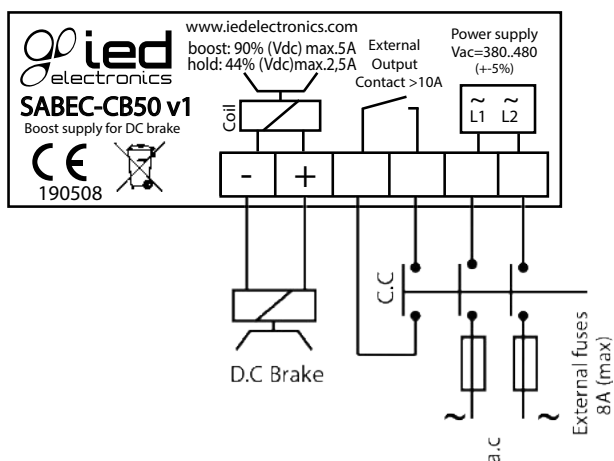 ied
electronics
SABEC-CB50 v1
Boost supply for DC brake
CE
190508
www.iedelectronics.com
boost: 90% (Vdc) max.5A
hold: 44% (Vdc)max.2,5A
Coil
External
Output
Contact >10A
Power supply
Vac=380..480
(+-5%)
~ ~
L1 L2
- +
C.C
D.C Brake
External fuses
8A (max)
~ ~
a.c